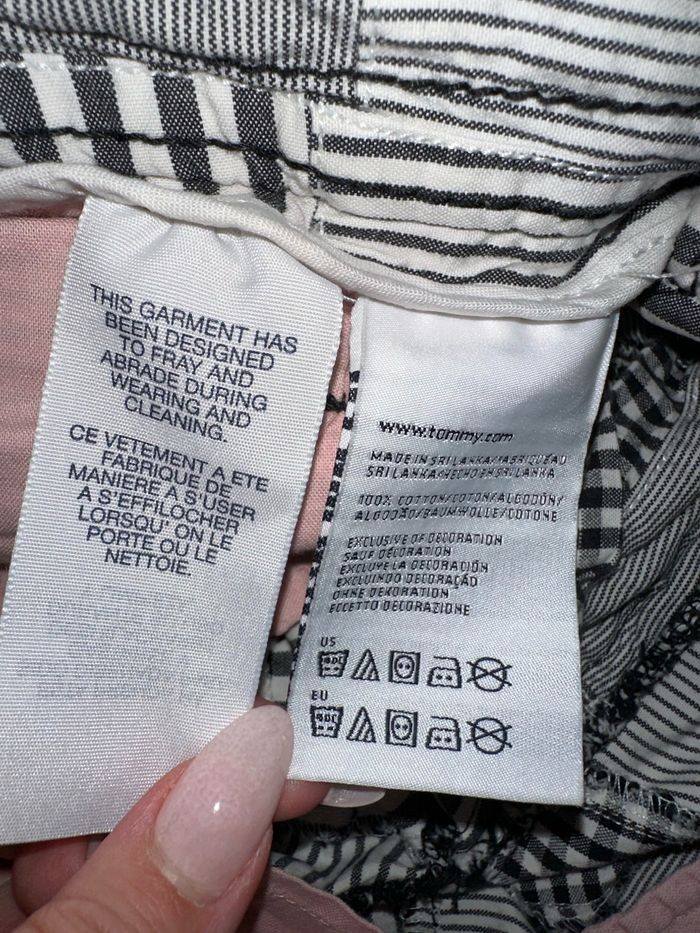 THIS GARMENT HAS
BEEN DESIGNED
TO FRAY AND
ABRADE DURING
WEARING AND
CLEANING.
CE VETEMENT A ETE
FABRIQUE DE
MANIERE A S'USER
A S'EFFILOCHER
LORSQU' ON LE
PORTE OU LE
NETTOIE.
www.tommy.com
MADE IN SRI LANKA/FABRIQUÉ AU
SRI LANKA/HECHO EN SRI LANKA
100% COTTON/COTON/ALGODÓN/
ALGODÃO/BAUMWOLLE/COTONE
EXCLUSIVE OF DECORATION
SAUF DÉCORATION
EXCLUYE LA DECORACIÓN
EXCLUINDO DECORAÇÃO
OHNE DEKORATION
ECCETTO DECORAZIONE
US
EU